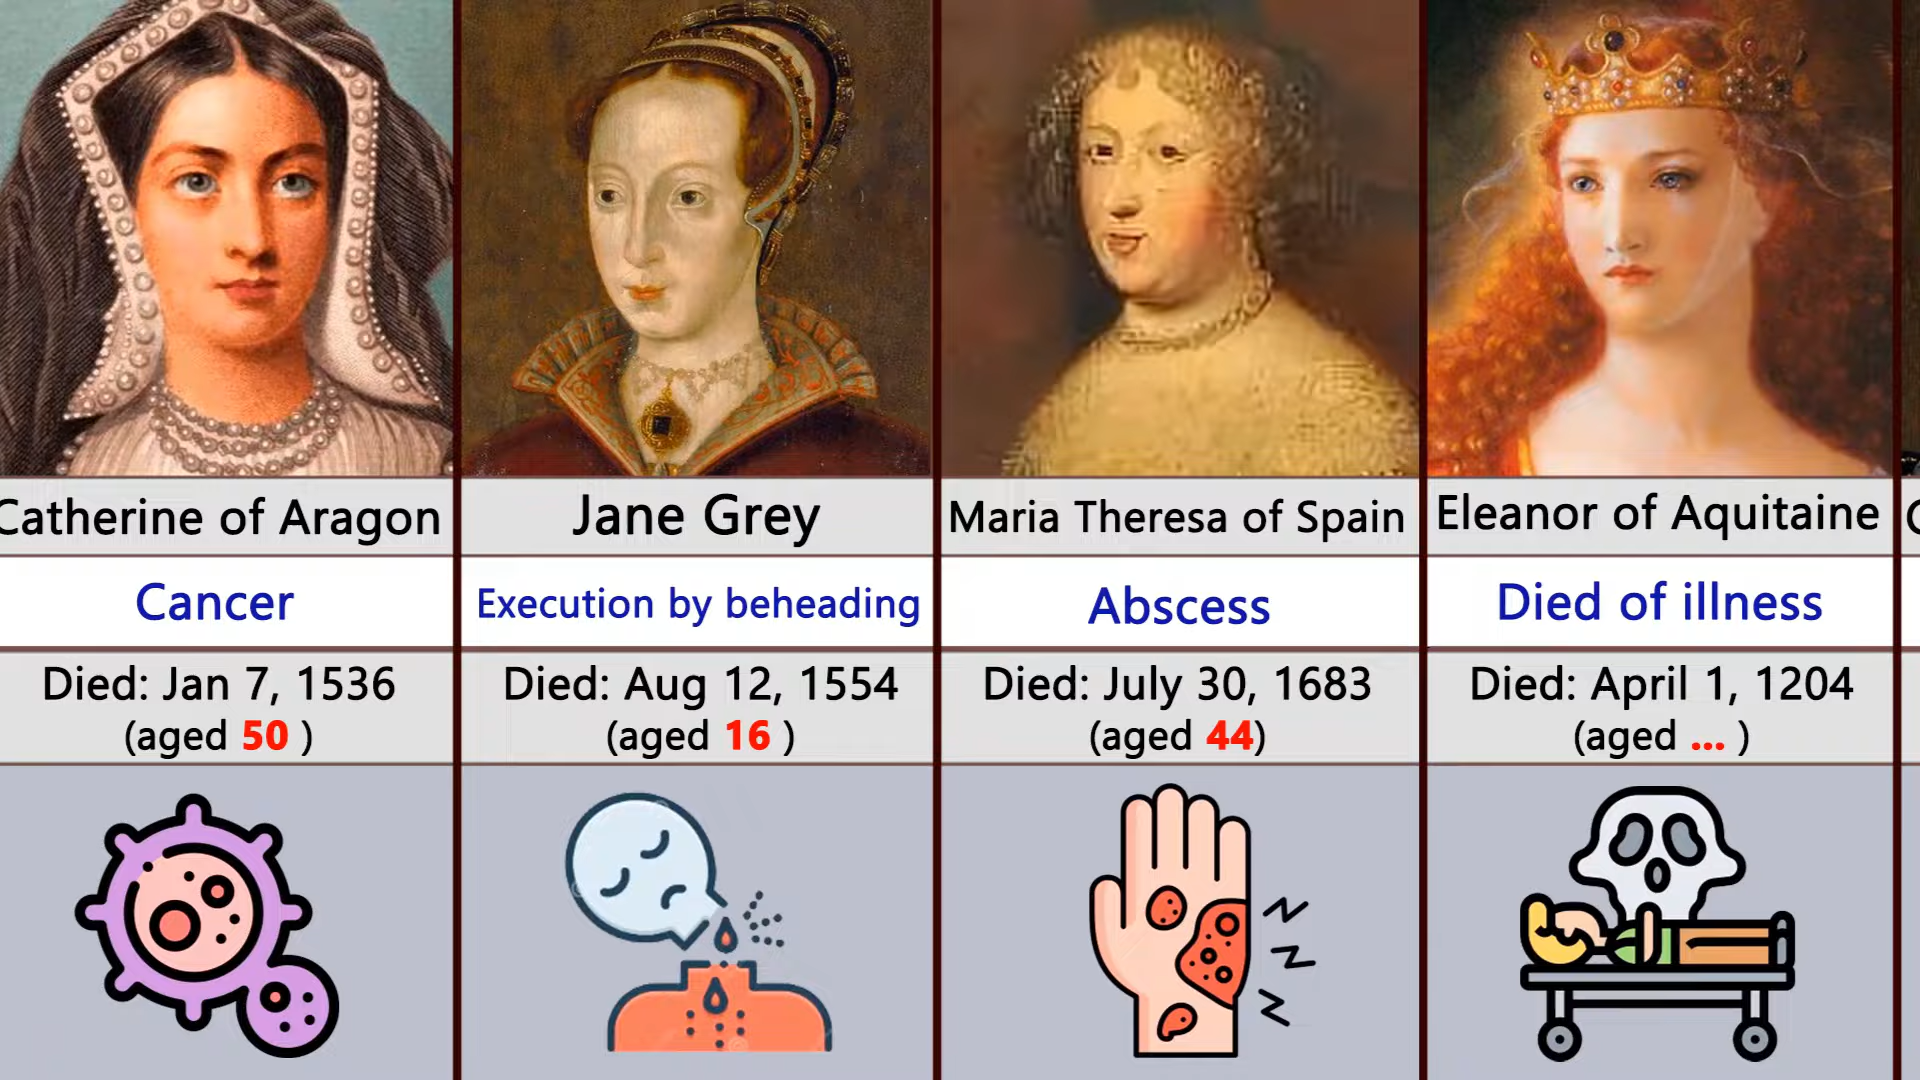 Catherine of Aragon
Cancer
Died: Jan 7, 1536
(aged 50 )
Jane Grey
Execution by beheading
Died: Aug 12, 1554
(aged 16 )
Maria Theresa of Spain
Abscess
Died: July 30, 1683
(aged 44)
Eleanor of Aquitaine
Died of illness
Died: April 1, 1204
(aged ... )